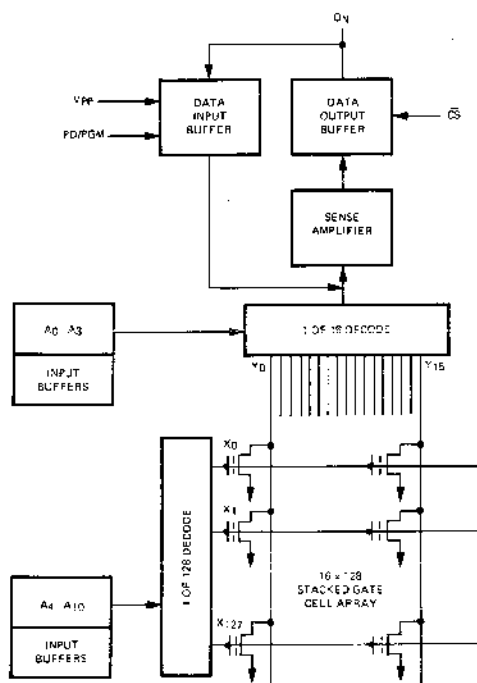 ON
VPP
PD/PGM
DATA
INPUT
BUFFER
DATA
OUTPUT
BUFFER
CS
SENSE
AMPLIFIER
A0 A3
INPUT
BUFFERS
1 OF 16 DECODE
Y0
Y15
X0
X1
1 OF 128 DECODE
16 × 128
STACKED GATE
CELL ARRAY
A4 A10
INPUT
BUFFERS
X127